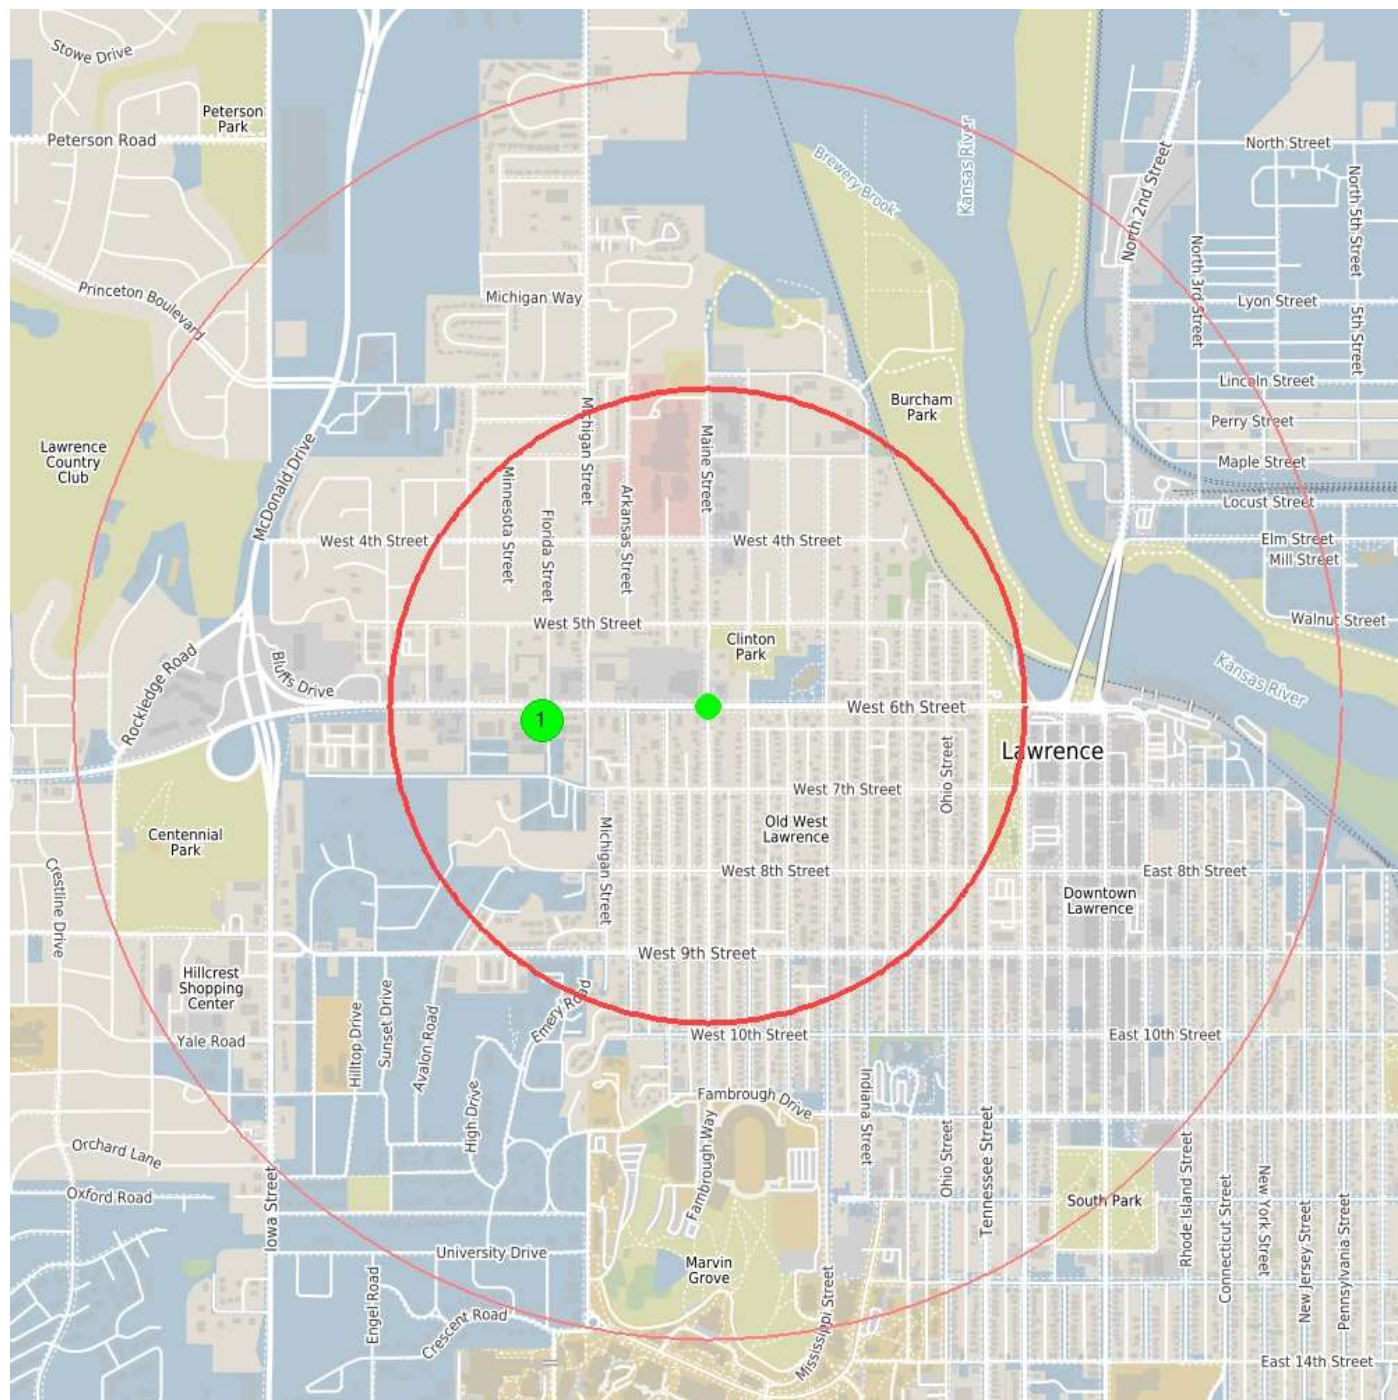 Stowe Drive
Peterson
Park
Peterson Road
North Street
Kansas River
Brewery Brook
North 2nd Street
North 5th Street
North 3rd Street
Princeton Boulevard
Michigan Way
Lyon Street
5th Street
Lincoln Street
Burcham
Park
Perry Street
Michigan Street
Maine Street
Lawrence
Country
Club
McDonald Drive
Maple Street
Minnesota Street
Arkansas Street
Florida Street
Locust Street
West 4th Street
West 4th Street
Elm Street
Mill Street
West 5th Street
Walnut Street
Clinton
Park
Rockledge Road
Bluffs Drive
Kansas River
1
West 6th Street
Lawrence
Ohio Street
West 7th Street
Centennial
Park
Old West
Lawrence
Michigan Street
Crestline Drive
West 8th Street
East 8th Street
Downtown
Lawrence
West 9th Street
Hillcrest
Shopping
Center
Hilltop Drive
Sunset Drive
Avalon Road
Emery Road
Yale Road
West 10th Street
East 10th Street
High Drive
Fambrough Drive
Indiana Street
Fambrough Way
Ohio Street
Tennessee Street
Orchard Lane
Oxford Road
Iowa Street
South Park
Rhode Island Street
Connecticut Street
New York Street
New Jersey Street
Pennsylvania Street
University Drive
Marvin
Grove
Engel Road
Crescent Road
Mississippi Street
East 14th Street